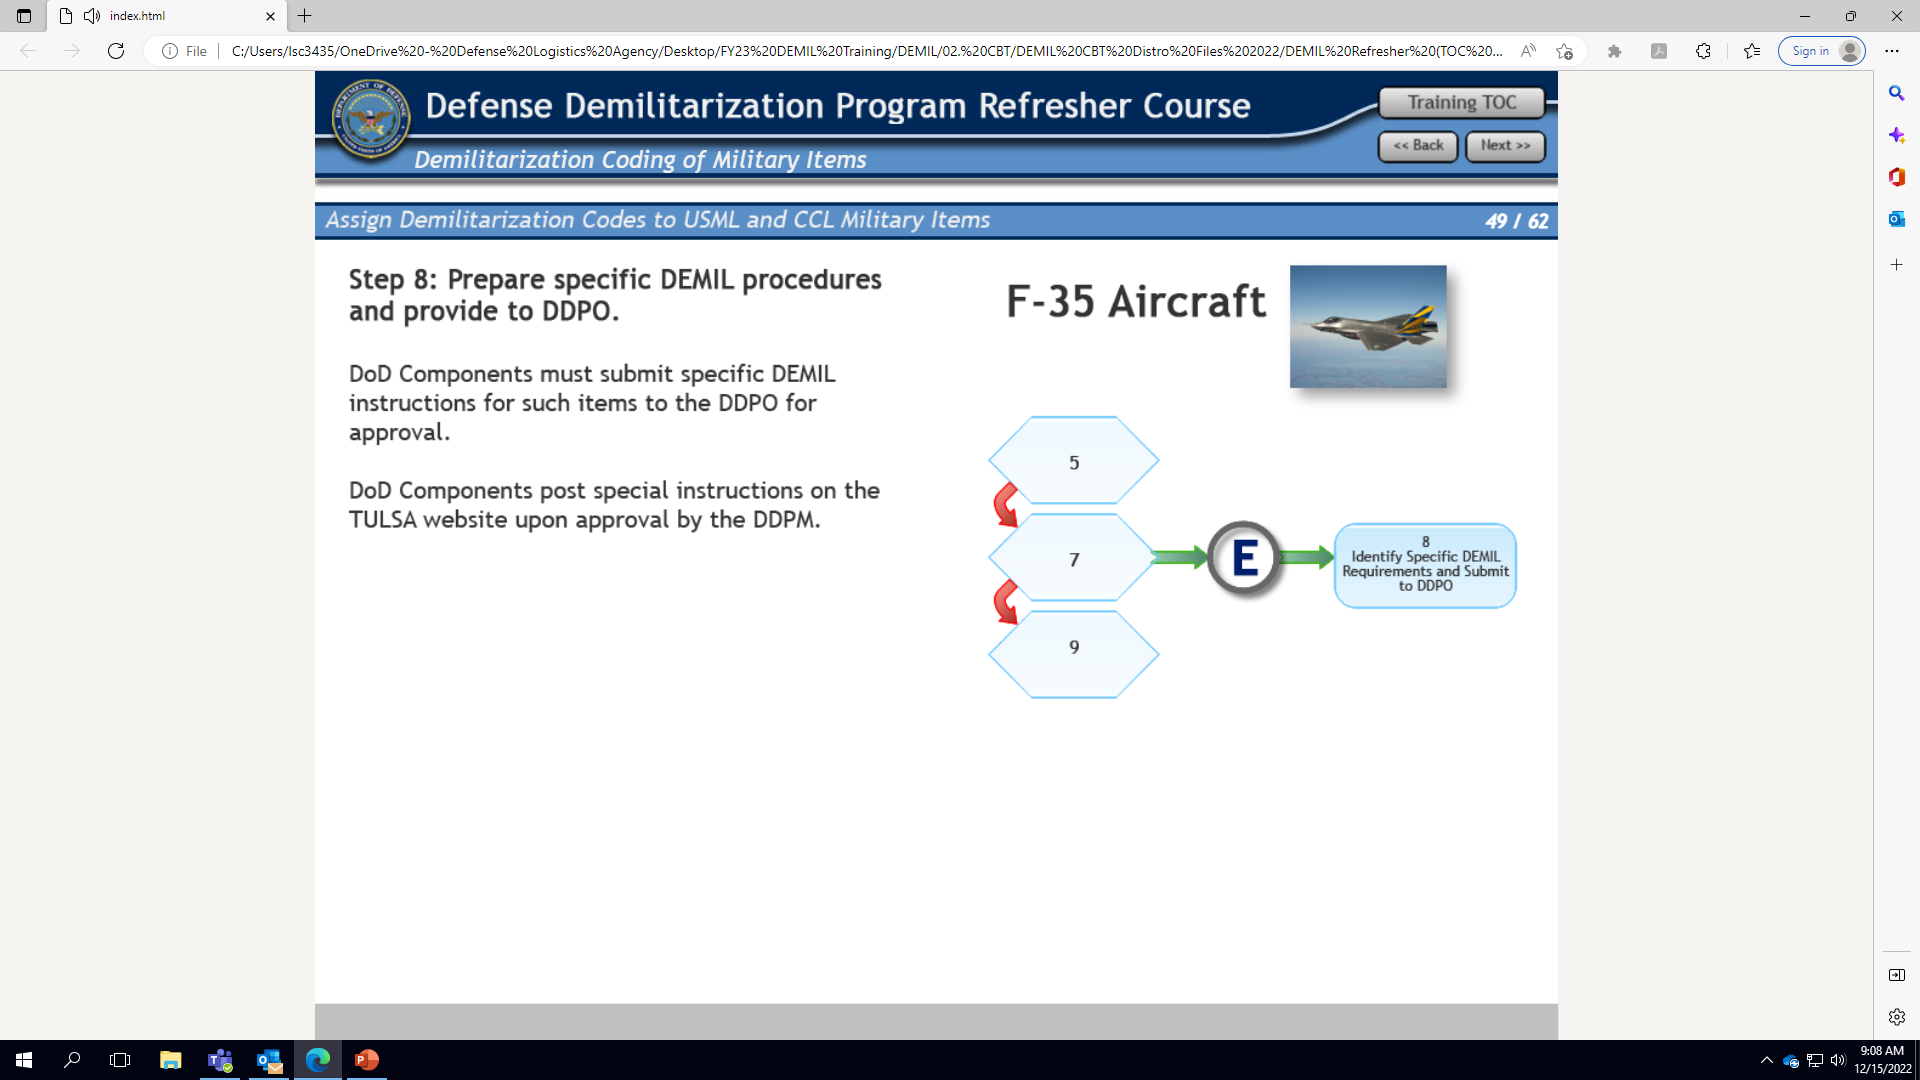 index.html
File
C:/Users/lsc3435/OneDrive%20-%20Defense%20Logistics%20Agency/Desktop/FY23%20DEMIL%20Training/DEMIL/02.%20CBT/DEMIL%20CBT%20Distro%20Files%202022/DEMIL%20Refresher%20(TOC%20...
Sign in
Defense Demilitarization Program Refresher Course
Training TOC
<< Back
Next >>
Demilitarization Coding of Military Items
Assign Demilitarization Codes to USML and CCL Military Items
49 / 62
Step 8: Prepare specific DEMIL procedures
and provide to DDPO.
DoD Components must submit specific DEMIL
instructions for such items to the DDPO for
approval.
DoD Components post special instructions on the
TULSA website upon approval by the DDPM.
F-35 Aircraft
5
7
E
8
Identify Specific DEMIL
Requirements and Submit
to DDPO
9
9:08 AM
12/15/2022